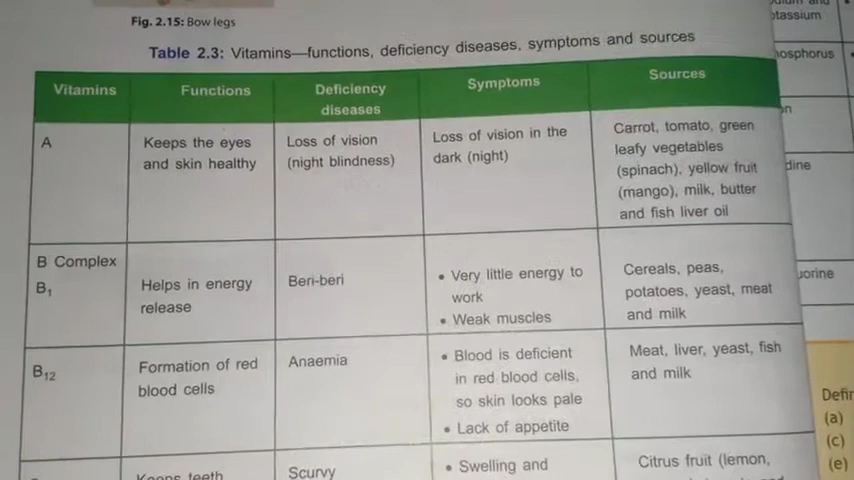 Fig. 2.15: Bow legs
Table 2.3: Vitamins—functions, deficiency diseases, symptoms and sources
Vitamins
Functions
Deficiency
diseases
Symptoms
Sources
A
Keeps the eyes
and skin healthy
Loss of vision
(night blindness)
Loss of vision in the
dark (night)
Carrot, tomato, green
leafy vegetables
(spinach), yellow fruit
(mango), milk, butter
and fish liver oil
B Complex
B₁
Helps in energy
release
Beri-beri
• Very little energy to
work
• Weak muscles
Cereals, peas,
potatoes, yeast, meat
and milk
B₁₂
Formation of red
blood cells
Anaemia
• Blood is deficient
in red blood cells,
so skin looks pale
• Lack of appetite
Meat, liver, yeast, fish
and milk
Keeps teeth
Scurvy
• Swelling and
Citrus fruit (lemon,
otassium
hosphorus
dine
uorine
Defin
(a)
(c)
(e)